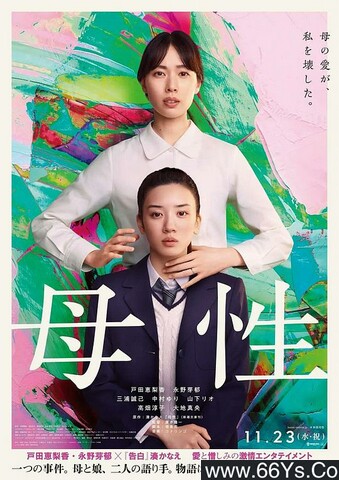 母の愛が、
私を壊した。
母性
戸田恵梨香 永野芽郁
三浦誠己 中村ゆり 山下リオ
高畑淳子 大地真央
11.23(水・祝)
戸田恵梨香・永野芽郁×「告白」湊かなえ 愛と憎しみの激情エンタテイメント
一つの事件。母と娘、二人の語り手。物語は
www.66Ys.Co